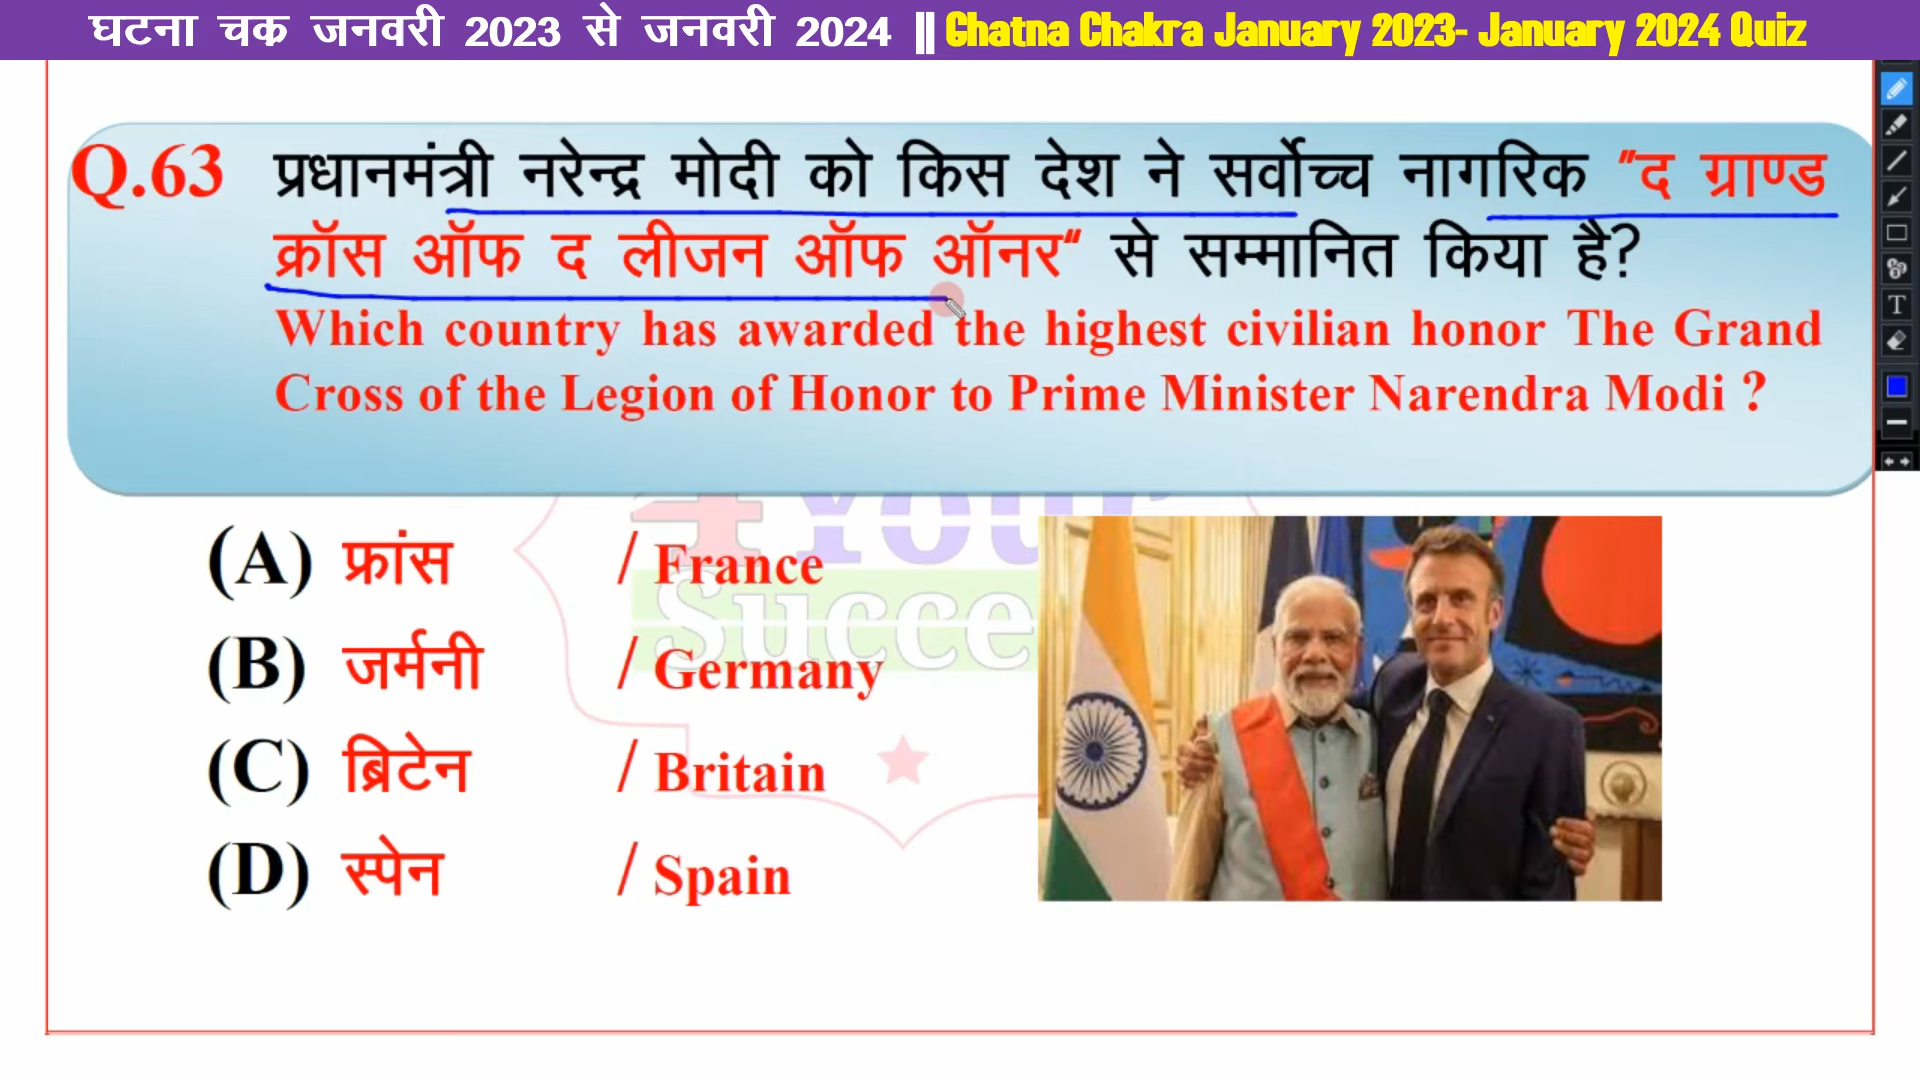 घटना चक्र जनवरी 2023 से जनवरी 2024 || Ghatna Chakra January 2023- January 2024 Quiz
Q.63 प्रधानमंत्री नरेन्द्र मोदी को किस देश ने सर्वोच्च नागरिक "द ग्राण्ड
क्रॉस ऑफ द लीजन ऑफ ऑनर" से सम्मानित किया है?
Which country has awarded the highest civilian honor The Grand
Cross of the Legion of Honor to Prime Minister Narendra Modi ?
4Your
Succe
(A) फ्रांस / France
(B) जर्मनी / Germany
(C) ब्रिटेन / Britain
(D) स्पेन / Spain
T